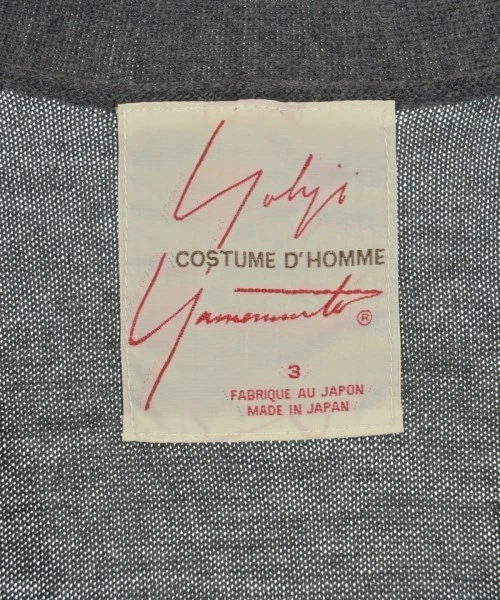 Yohji
COSTUME D'HOMME
Yamamoto ®
3
FABRIQUE AU JAPON
MADE IN JAPAN